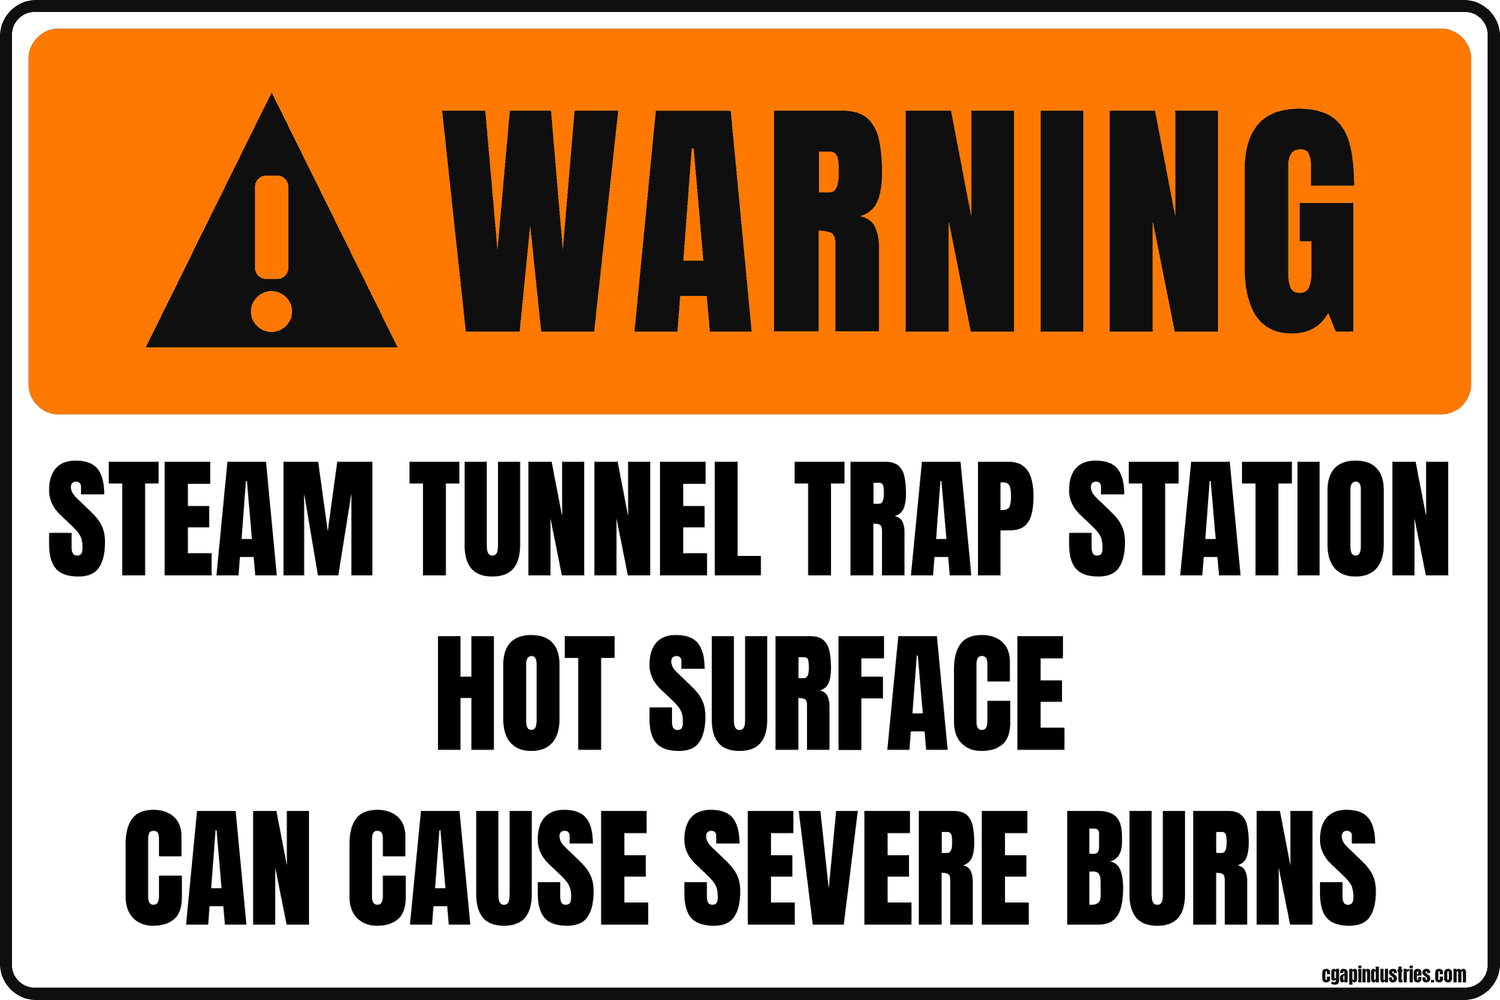 WARNING
STEAM TUNNEL TRAP STATION
HOT SURFACE
CAN CAUSE SEVERE BURNS
cgapindustries.com